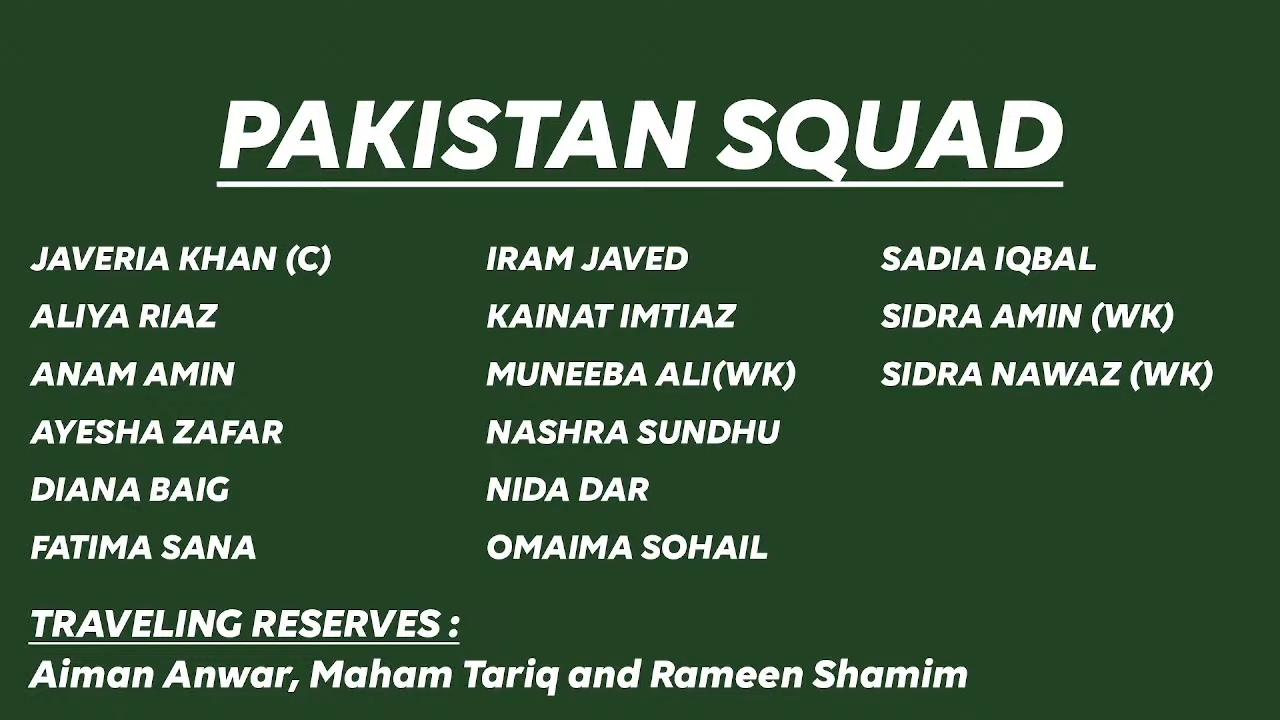 PAKISTAN SQUAD
JAVERIA KHAN (C)
ALIYA RIAZ
ANAM AMIN
AYESHA ZAFAR
DIANA BAIG
FATIMA SANA
IRAM JAVED
KAINAT IMTIAZ
MUNEEBA ALI(WK)
NASHRA SUNDHU
NIDA DAR
OMAIMA SOHAIL
SADIA IQBAL
SIDRA AMIN (WK)
SIDRA NAWAZ (WK)
TRAVELING RESERVES :
Aiman Anwar, Maham Tariq and Rameen Shamim